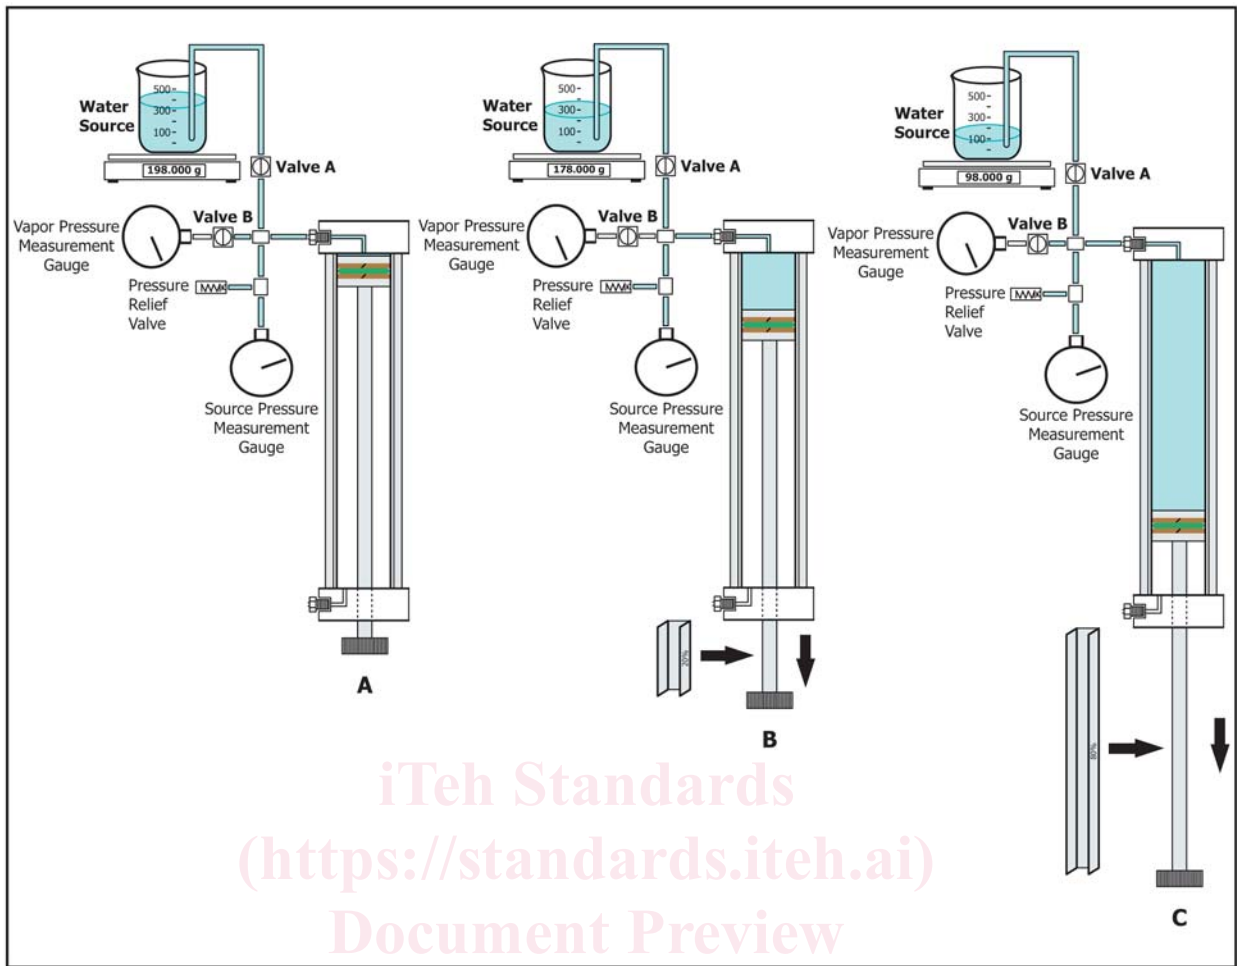 500
300
100
Water
Source
198.000 g
Valve A
Vapor Pressure
Measurement
Gauge
Valve B
Pressure
Relief
Valve
Source Pressure
Measurement
Gauge
A
500
300
100
Water
Source
178.000 g
Valve A
Vapor Pressure
Measurement
Gauge
Valve B
Pressure
Relief
Valve
Source Pressure
Measurement
Gauge
20%
B
500
300
100
Water
Source
98.000 g
Valve A
Vapor Pressure
Measurement
Gauge
Valve B
Pressure
Relief
Valve
Source Pressure
Measurement
Gauge
80%
C
iTeh Standards
(https://standards.iteh.ai)
Document Preview